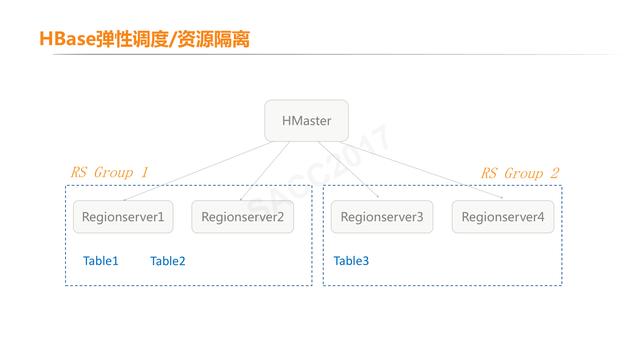 HBase弹性调度/资源隔离
HMaster
RS Group 1
RS Group 2
Regionserver1
Regionserver2
Regionserver3
Regionserver4
Table1
Table2
Table3
SACC2017